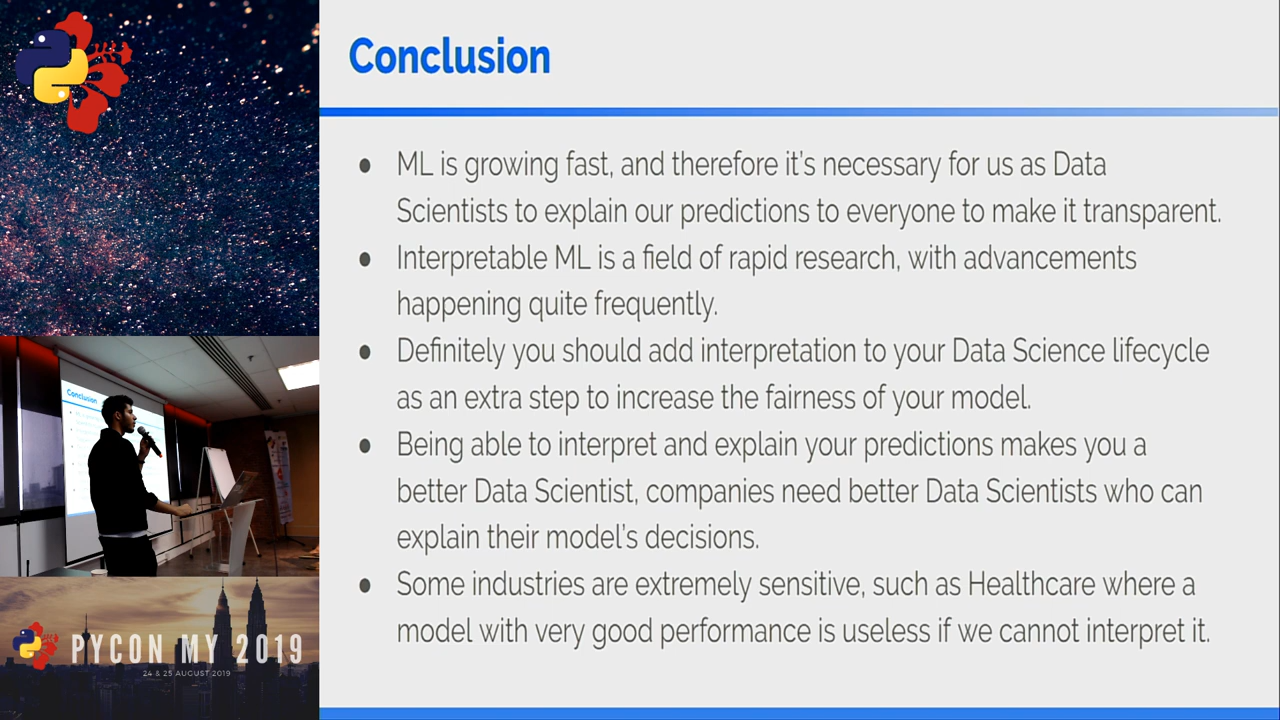 Conclusion
● ML is growing fast, and therefore it's necessary for us as Data
Scientists to explain our predictions to everyone to make it transparent.
● Interpretable ML is a field of rapid research, with advancements
happening quite frequently.
● Definitely you should add interpretation to your Data Science lifecycle
as an extra step to increase the fairness of your model.
● Being able to interpret and explain your predictions makes you a
better Data Scientist, companies need better Data Scientists who can
explain their model's decisions.
● Some industries are extremely sensitive, such as Healthcare where a
model with very good performance is useless if we cannot interpret it.
Conclusion
PYCON MY 2019
24 & 25 AUGUST 2019